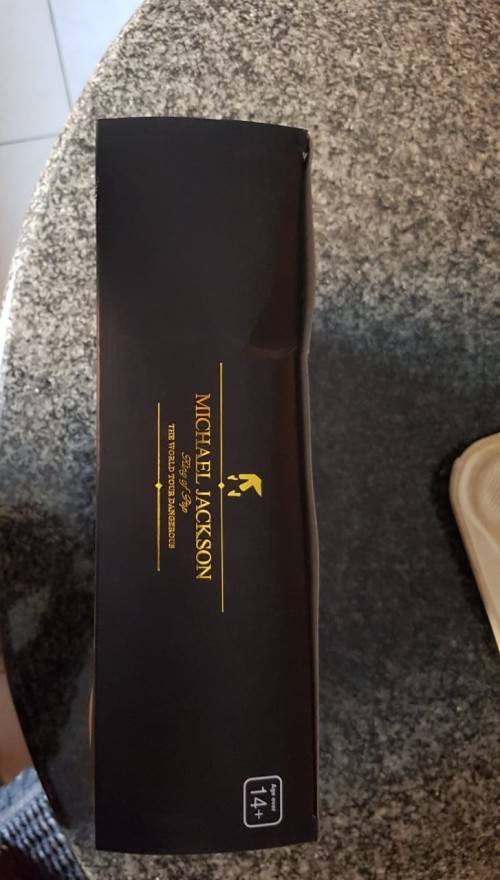 MICHAEL JACKSON
King of Pop
THE WORLD TOUR.DANGEROUS
Age over
14+